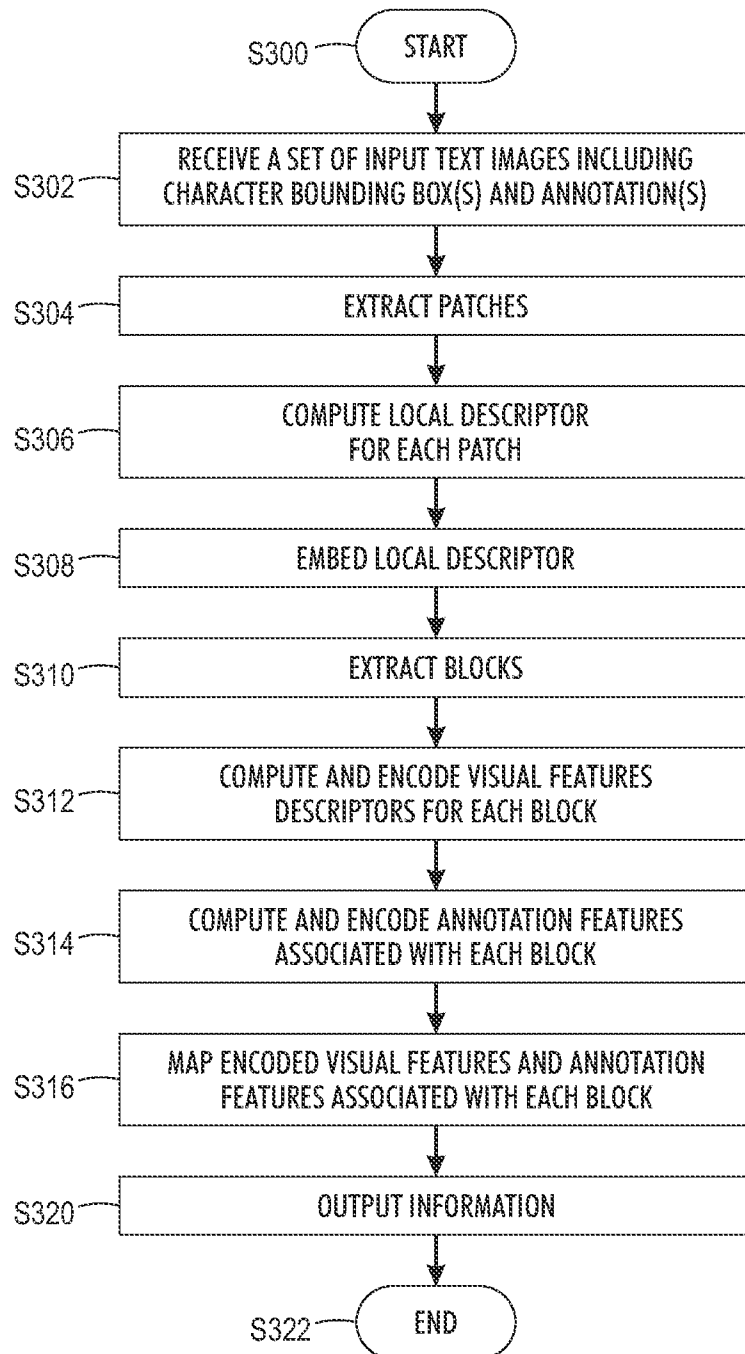 S300 START
S302 RECEIVE A SET OF INPUT TEXT IMAGES INCLUDING
CHARACTER BOUNDING BOX(S) AND ANNOTATION(S)
S304 EXTRACT PATCHES
S306 COMPUTE LOCAL DESCRIPTOR
FOR EACH PATCH
S308 EMBED LOCAL DESCRIPTOR
S310 EXTRACT BLOCKS
S312 COMPUTE AND ENCODE VISUAL FEATURES
DESCRIPTORS FOR EACH BLOCK
S314 COMPUTE AND ENCODE ANNOTATION FEATURES
ASSOCIATED WITH EACH BLOCK
S316 MAP ENCODED VISUAL FEATURES AND ANNOTATION
FEATURES ASSOCIATED WITH EACH BLOCK
S320 OUTPUT INFORMATION
S322 END